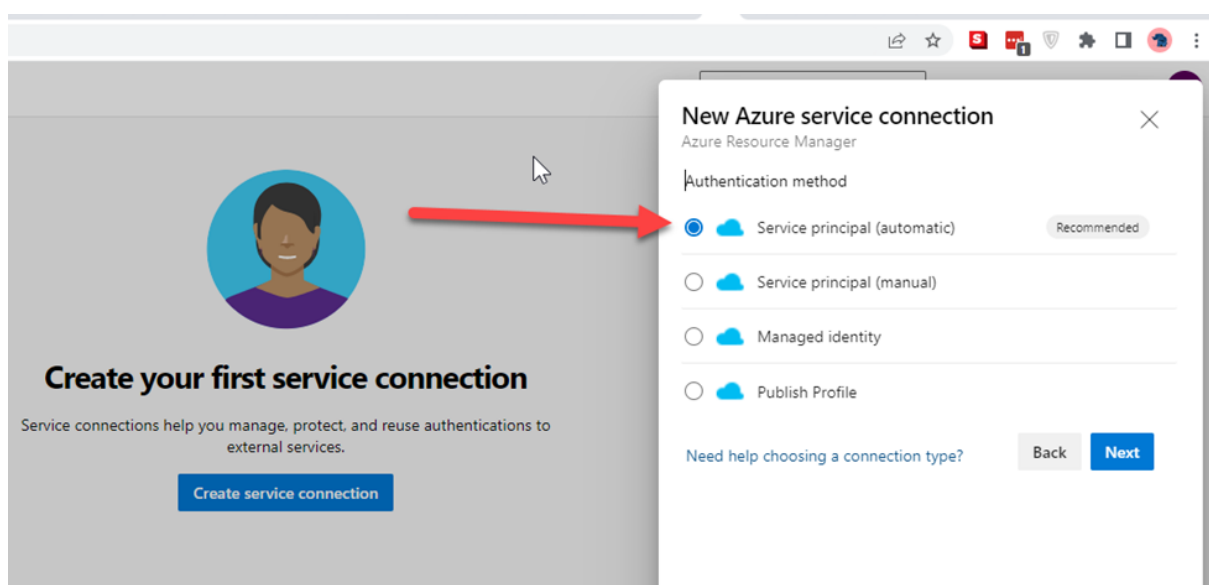 S
1
New Azure service connection
Azure Resource Manager
Authentication method
Service principal (automatic)
Recommended
Service principal (manual)
Managed identity
Publish Profile
Need help choosing a connection type?
Back
Next
Create your first service connection
Service connections help you manage, protect, and reuse authentications to
external services.
Create service connection